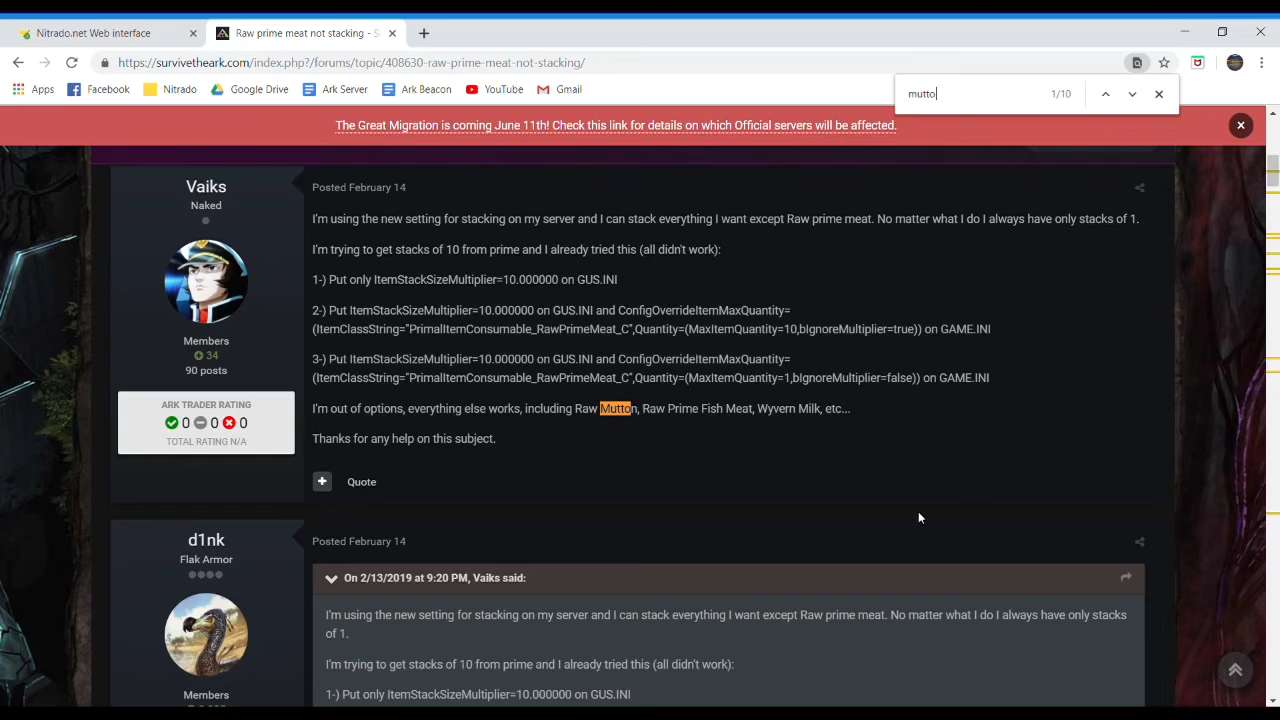 Nitrado.net Web interface
Raw prime meat not stacking - S
https://survivetheark.com/index.php?/forums/topic/408630-raw-prime-meat-not-stacking/
Apps Facebook Nitrado Google Drive Ark Server Ark Beacon YouTube Gmail
mutto 1/10
The Great Migration is coming June 11th! Check this link for details on which Official servers will be affected.
Vaiks
Naked
Members
34
90 posts
ARK TRADER RATING
0 0 0
TOTAL RATING N/A
Posted February 14
I'm using the new setting for stacking on my server and I can stack everything I want except Raw prime meat. No matter what I do I always have only stacks of 1.
I'm trying to get stacks of 10 from prime and I already tried this (all didn't work):
1-) Put only ItemStackSizeMultiplier=10.000000 on GUS.INI
2-) Put ItemStackSizeMultiplier=10.000000 on GUS.INI and ConfigOverrideItemMaxQuantity=
(ItemClassString="PrimalItemConsumable_RawPrimeMeat_C",Quantity=(MaxItemQuantity=10,bIgnoreMultiplier=true)) on GAME.INI
3-) Put ItemStackSizeMultiplier=10.000000 on GUS.INI and ConfigOverrideItemMaxQuantity=
(ItemClassString="PrimalItemConsumable_RawPrimeMeat_C",Quantity=(MaxItemQuantity=1,bIgnoreMultiplier=false)) on GAME.INI
I'm out of options, everything else works, including Raw Mutton, Raw Prime Fish Meat, Wyvern Milk, etc...
Thanks for any help on this subject.
Quote
d1nk
Flak Armor
Members
Posted February 14
On 2/13/2019 at 9:20 PM, Vaiks said:
I'm using the new setting for stacking on my server and I can stack everything I want except Raw prime meat. No matter what I do I always have only stacks
of 1.
I'm trying to get stacks of 10 from prime and I already tried this (all didn't work):
1-) Put only ItemStackSizeMultiplier=10.000000 on GUS.INI